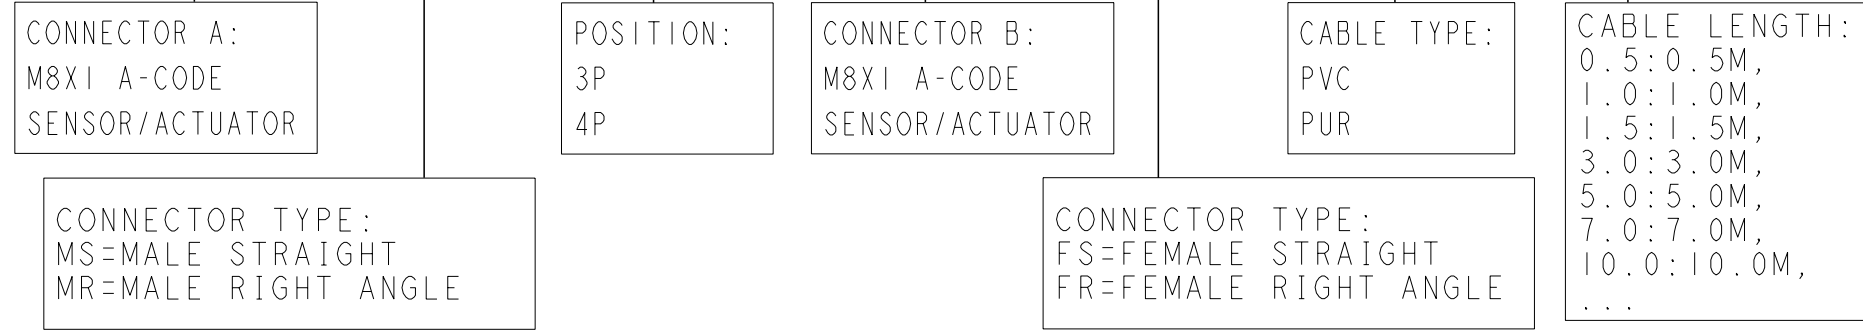 CONNECTOR A:
M8X1 A-CODE
SENSOR/ACTUATOR
CONNECTOR TYPE:
MS=MALE STRAIGHT
MR=MALE RIGHT ANGLE
POSITION:
3P
4P
CONNECTOR B:
M8X1 A-CODE
SENSOR/ACTUATOR
CONNECTOR TYPE:
FS=FEMALE STRAIGHT
FR=FEMALE RIGHT ANGLE
CABLE TYPE:
PVC
PUR
CABLE LENGTH:
0.5:0.5M,
1.0:1.0M,
1.5:1.5M,
3.0:3.0M,
5.0:5.0M,
7.0:7.0M,
10.0:10.0M,
...